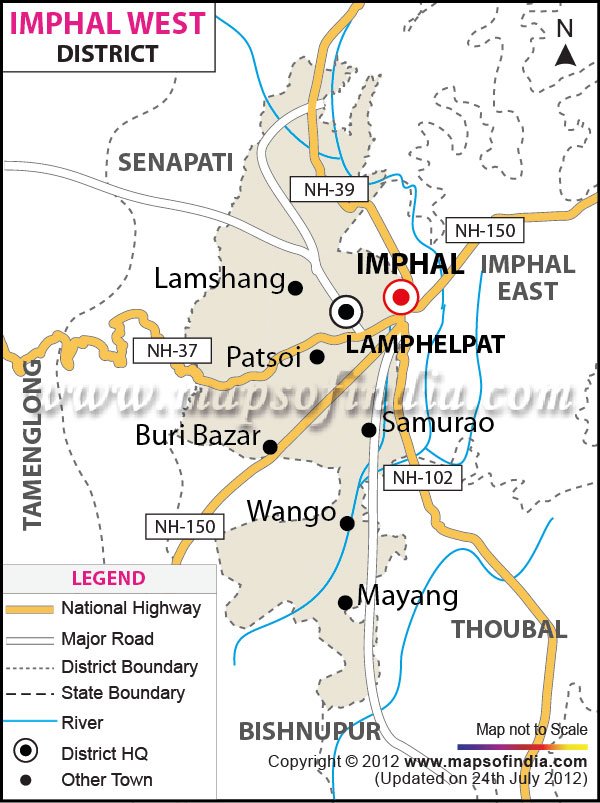 IMPHAL WEST
DISTRICT
N
SENAPATI
NH-39
NH-150
IMPHAL
IMPHAL
EAST
Lamshang
LAMPHELPAT
NH-37
Patsoi
www.mapsofindia.com
TAMENGLONG
Buri Bazar
Samurao
NH-102
Wango
NH-150
Mayang
THOUBAL
BISHNUPUR
LEGEND
National Highway
Major Road
District Boundary
State Boundary
River
District HQ
Other Town
Map not to Scale
Copyright © 2012 www.mapsofindia.com
(Updated on 24th July 2012)